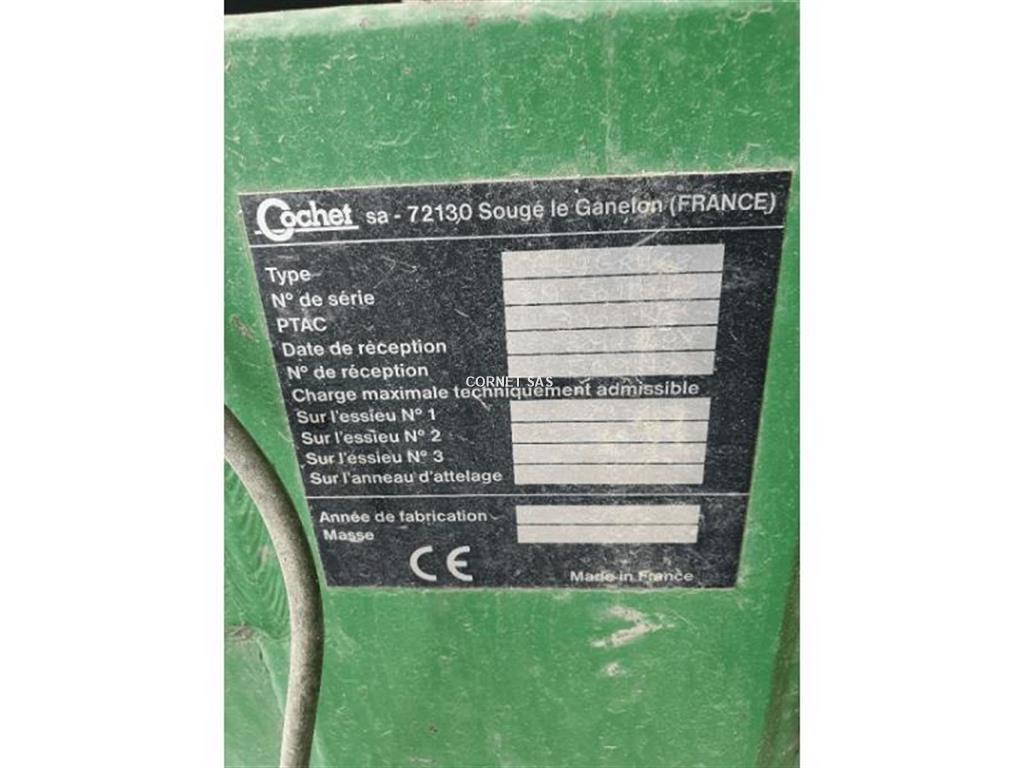 Cochet sa - 72130 Sougé le Ganelon (FRANCE)
Type
N° de série
PTAC
Date de rèception
N° de réception
CORNET SAS
Charge maximale techniquement admissible
Sur l'essieu N° 1
Sur l'essieu N° 2
Sur l'éssieu N° 3
Sur l'anneau d'attelage
Année de fabrication
Masse
CE
Made in France